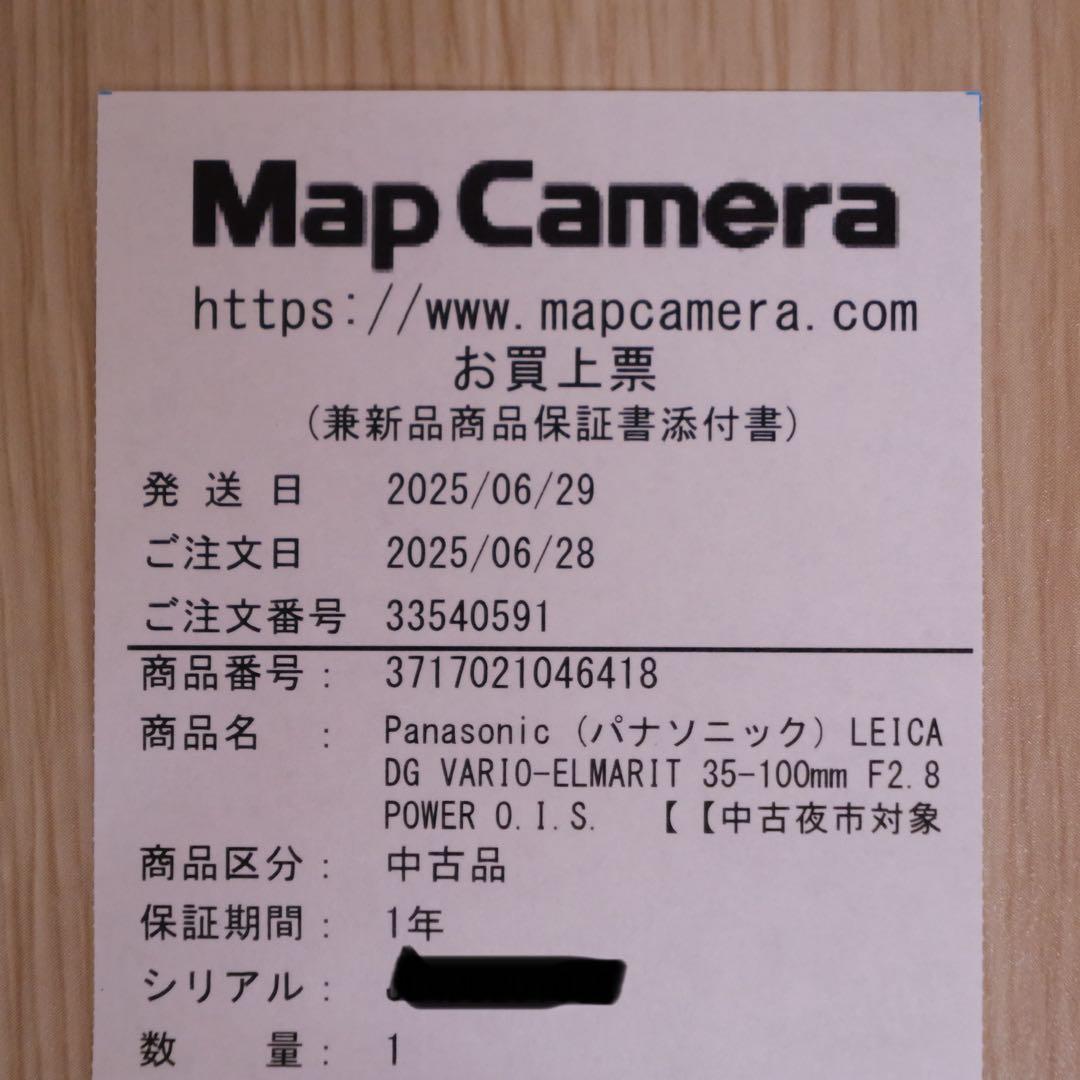 Map Camera
https://www.mapcamera.com
お買上票
(兼新品商品保証書添付書)
発 送 日 2025/06/29
ご注文日 2025/06/28
ご注文番号 33540591
商品番号: 3717021046418
商品名 : Panasonic (パナソニック) LEICA
DG VARIO-ELMARIT 35-100mm F2.8
POWER O.I.S. 【【中古夜市対象
商品区分: 中古品
保証期間: 1年
シリアル:
数 量: 1